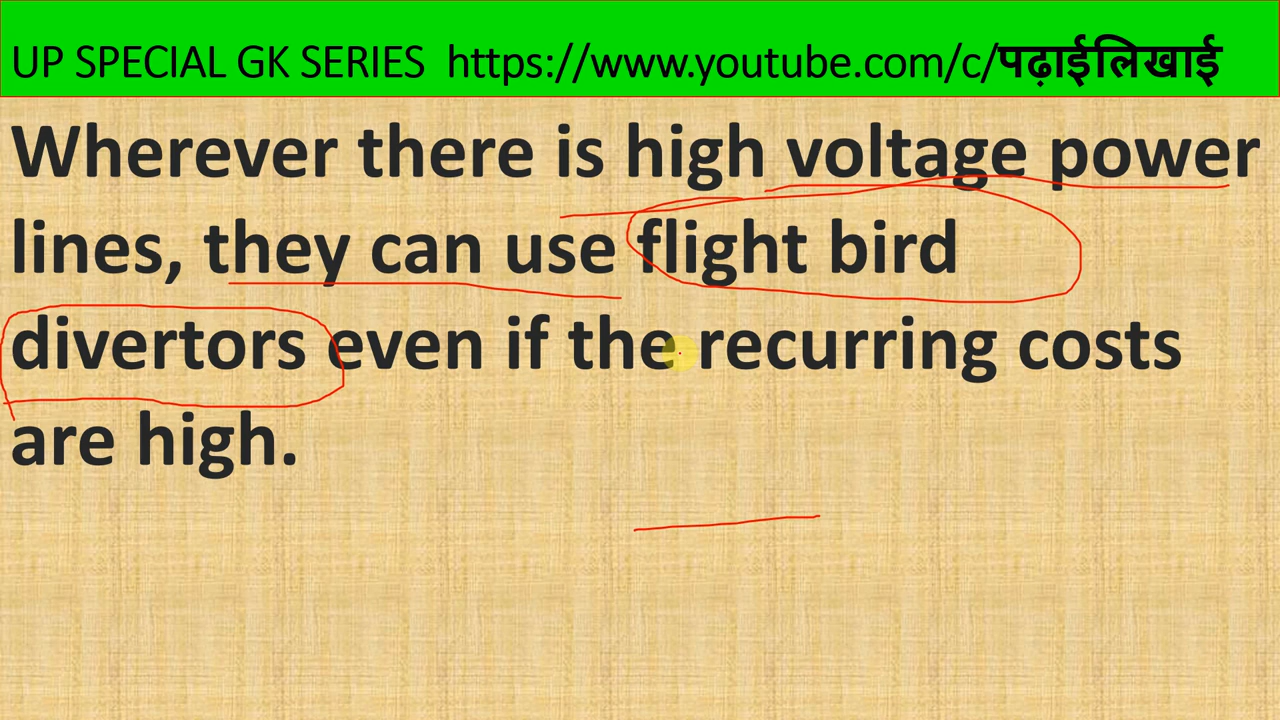 UP SPECIAL GK SERIES https://www.youtube.com/c/पढ़ाईलिखाई
Wherever there is high voltage power
lines, they can use flight bird
divertors even if the recurring costs
are high.